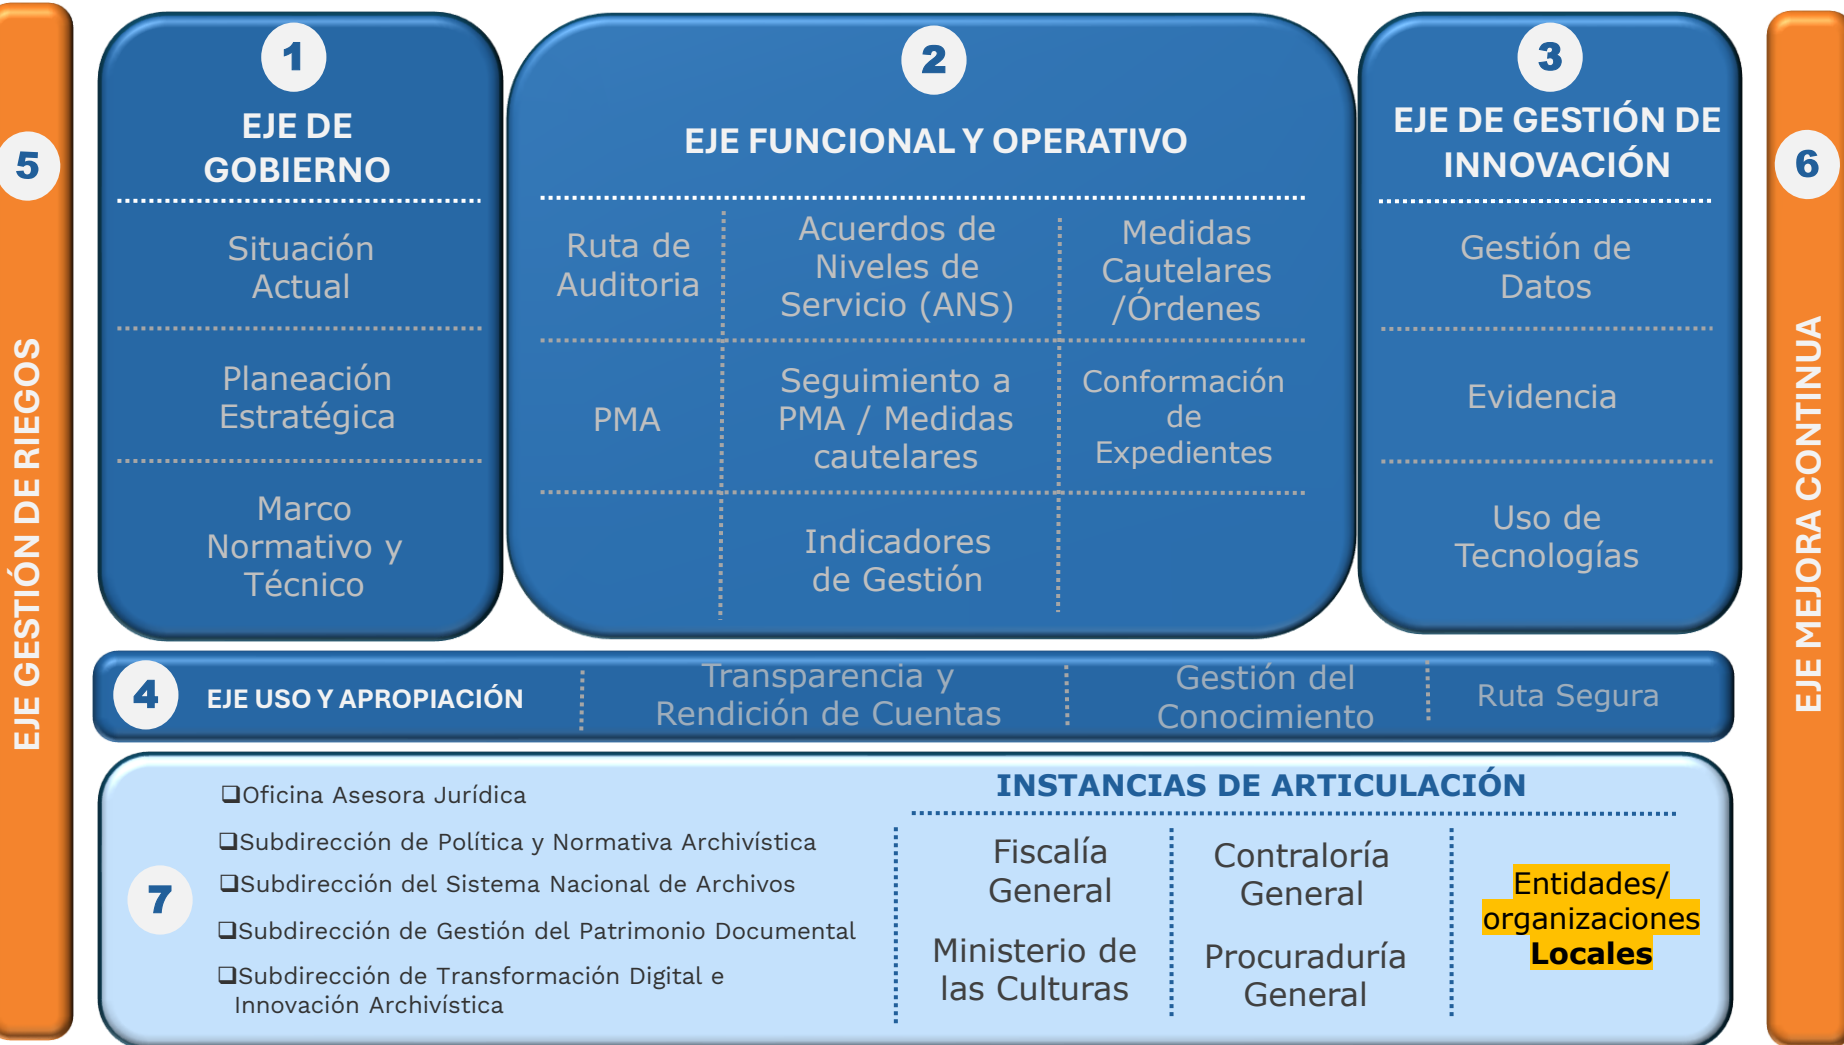 5
EJE GESTIÓN DE RIEGOS
1
EJE DE
GOBIERNO
Situación
Actual
Planeación
Estratégica
Marco
Normativo y
Técnico
2
EJE FUNCIONAL Y OPERATIVO
Ruta de
Auditoria
Acuerdos de
Niveles de
Servicio (ANS)
Medidas
Cautelares
/Órdenes
PMA
Seguimiento a
PMA / Medidas
cautelares
Conformación
de
Expedientes
Indicadores
de Gestión
3
EJE DE GESTIÓN DE
INNOVACIÓN
Gestión de
Datos
Evidencia
Uso de
Tecnologías
6
EJE MEJORA CONTINUA
4
EJE USO Y APROPIACIÓN
Transparencia y
Rendición de Cuentas
Gestión del
Conocimiento
Ruta Segura
7
❑Oficina Asesora Jurídica
❑Subdirección de Política y Normativa Archivística
❑Subdirección del Sistema Nacional de Archivos
❑Subdirección de Gestión del Patrimonio Documental
❑Subdirección de Transformación Digital e
Innovación Archivística
INSTANCIAS DE ARTICULACIÓN
Fiscalía
General
Ministerio de
las Culturas
Contraloría
General
Procuraduría
General
Entidades/
organizaciones
Locales